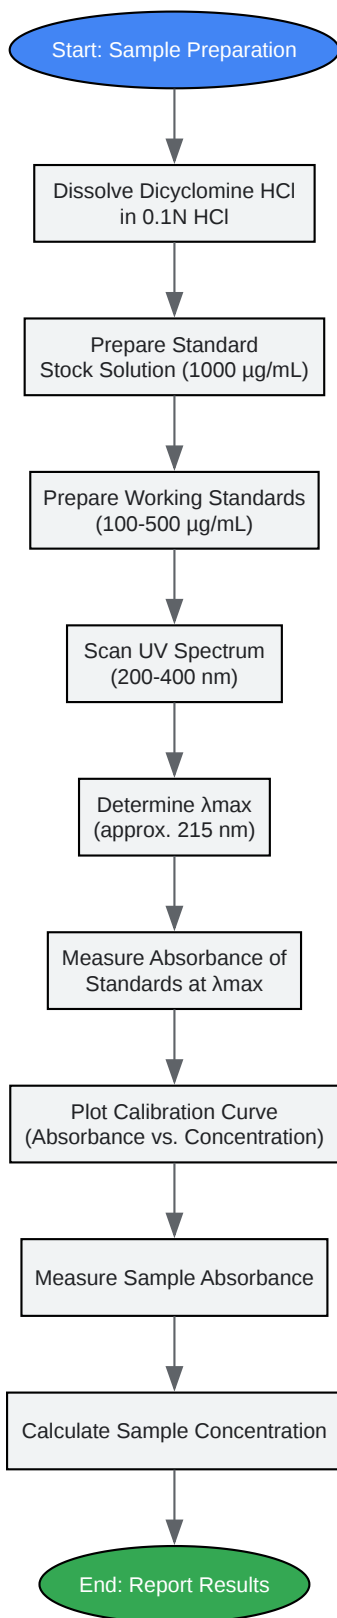 Start: Sample Preparation
Dissolve Dicyclomine HCl
in 0.1N HCl
Prepare Standard
Stock Solution (1000 µg/mL)
Prepare Working Standards
(100-500 µg/mL)
Scan UV Spectrum
(200-400 nm)
Determine λmax
(approx. 215 nm)
Measure Absorbance of
Standards at λmax
Plot Calibration Curve
(Absorbance vs. Concentration)
Measure Sample Absorbance
Calculate Sample Concentration
End: Report Results